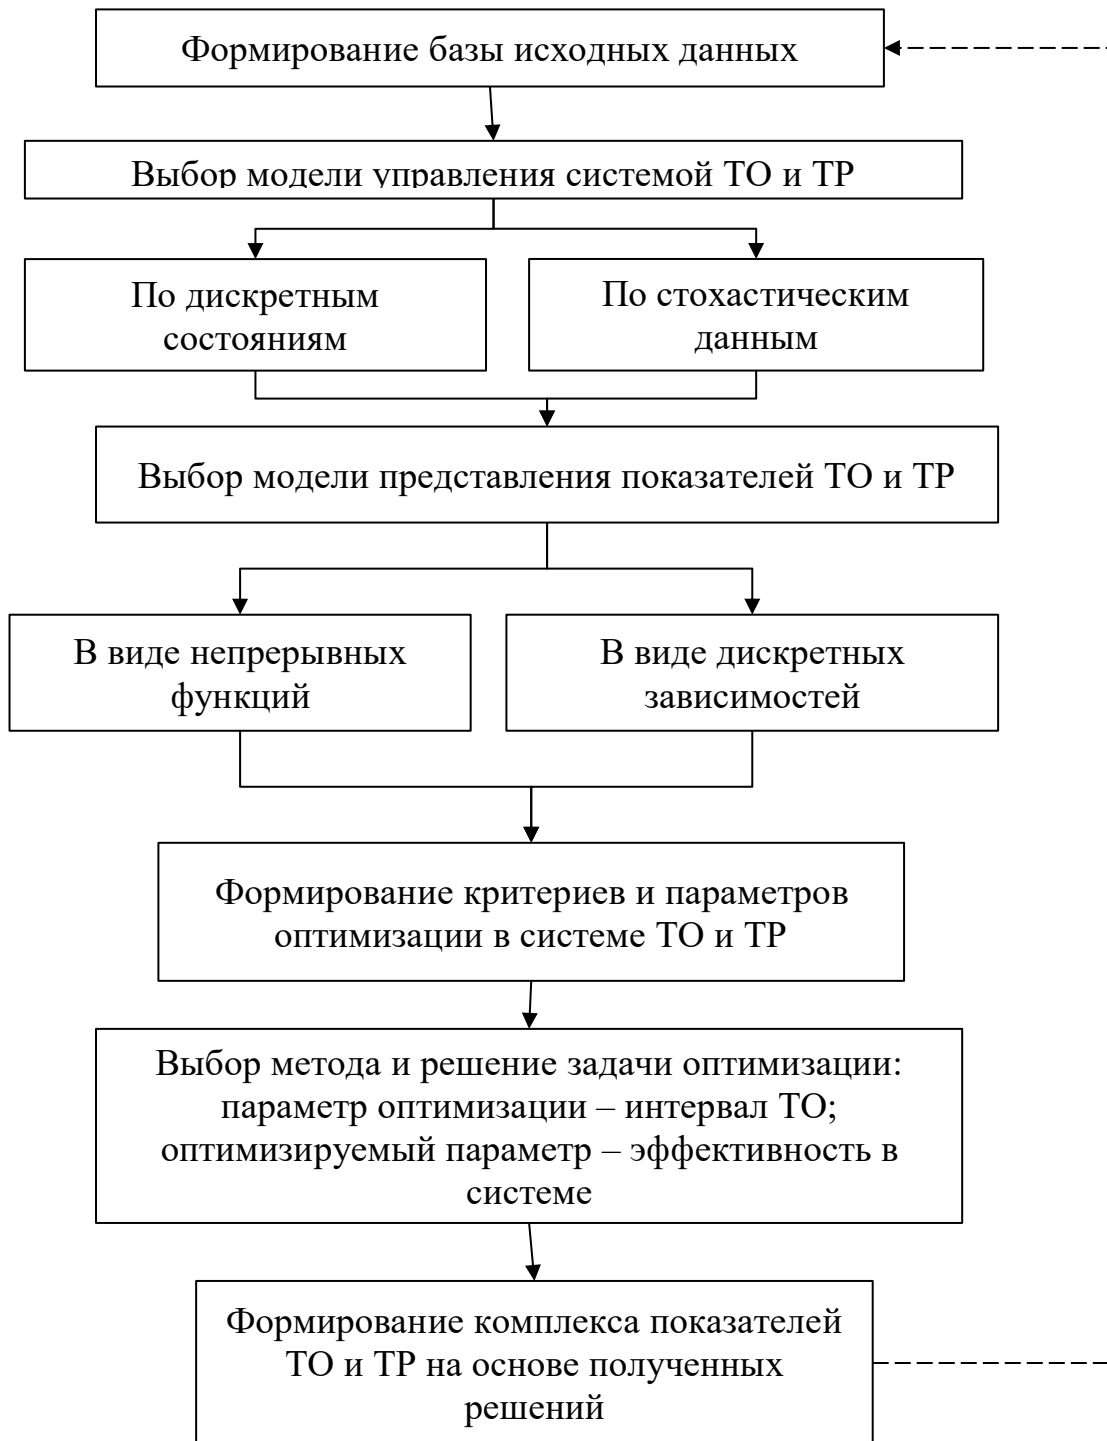 Формирование базы исходных данных
Выбор модели управления системой ТО и ТР
По дискретным
состояниям
По стохастическим
данным
Выбор модели представления показателей ТО и ТР
В виде непрерывных
функций
В виде дискретных
зависимостей
Формирование критериев и параметров
оптимизации в системе ТО и ТР
Выбор метода и решение задачи оптимизации:
параметр оптимизации – интервал ТО;
оптимизируемый параметр – эффективность в
системе
Формирование комплекса показателей
ТО и ТР на основе полученных
решений